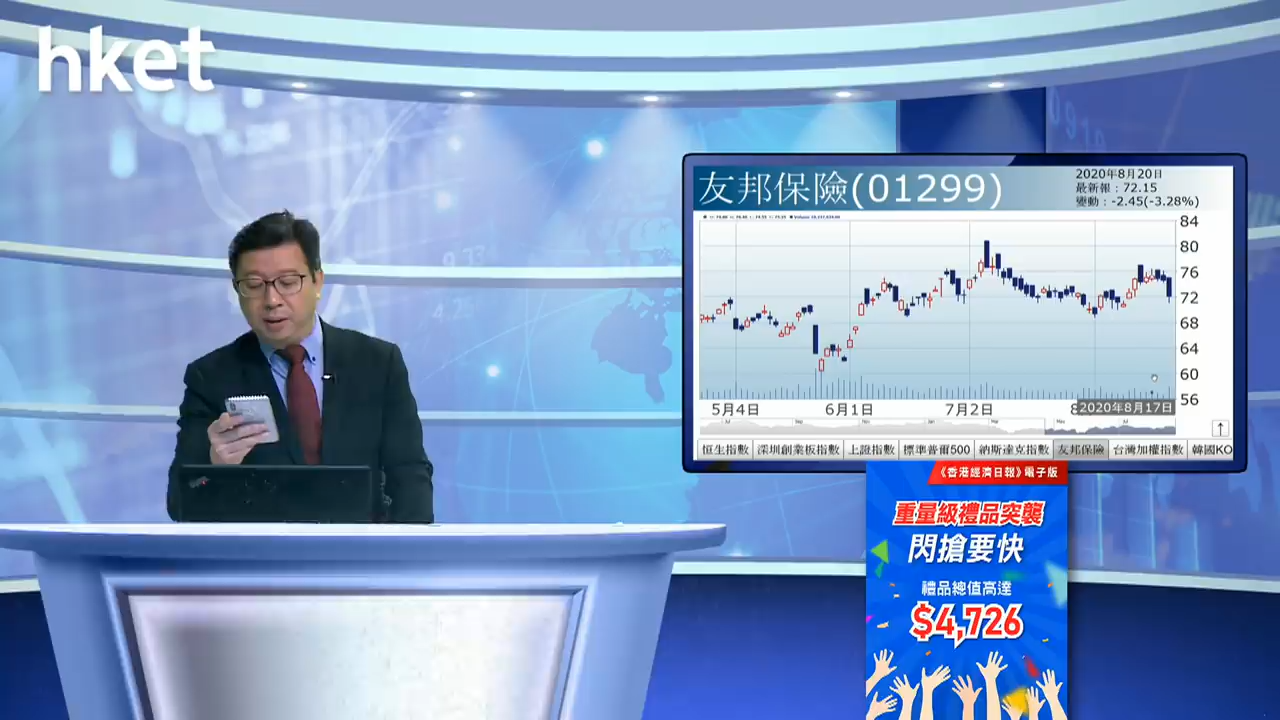 hket
友邦保險(01299)
2020年8月20日
最新報：72.15
變動：-2.45(-3.28%)
84
80
76
72
68
64
60
56
5月4日
6月1日
7月2日
8
2020年8月17日
恒生指數
深圳創業板指數
上證指數
標準普爾500
納斯達克指數
友邦保險
台灣加權指數
韓國KO
《香港經濟日報》電子版
重量級禮品突襲
閃搶要快
禮品總值高達
$4,726